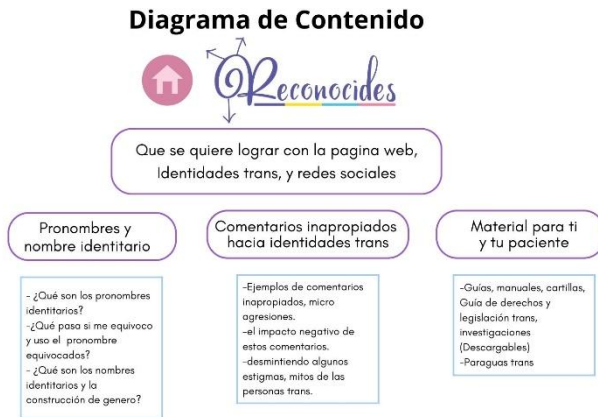 Diagrama de Contenido
Reconocides
Que se quiere lograr con la pagina web,
Identidades trans, y redes sociales
Pronombres y
nombre identitario
- ¿Qué son los pronombres
identitarios?
-¿Qué pasa si me equivoco
y uso el pronombre
equivocados?
- ¿Qué son los nombres
identitarios y la
construcción de genero?
Comentarios inapropiados
hacia identidades trans
-Ejemplos de comentarios
inapropiados, micro
agresiones.
-el impacto negativo de
estos comentarios.
-desmintiendo algunos
estigmas, mitos de las
personas trans.
Material para ti
y tu paciente
-Guías, manuales, cartillas,
Guía de derechos y
legislación trans,
investigaciones
(Descargables)
-Paraguas trans